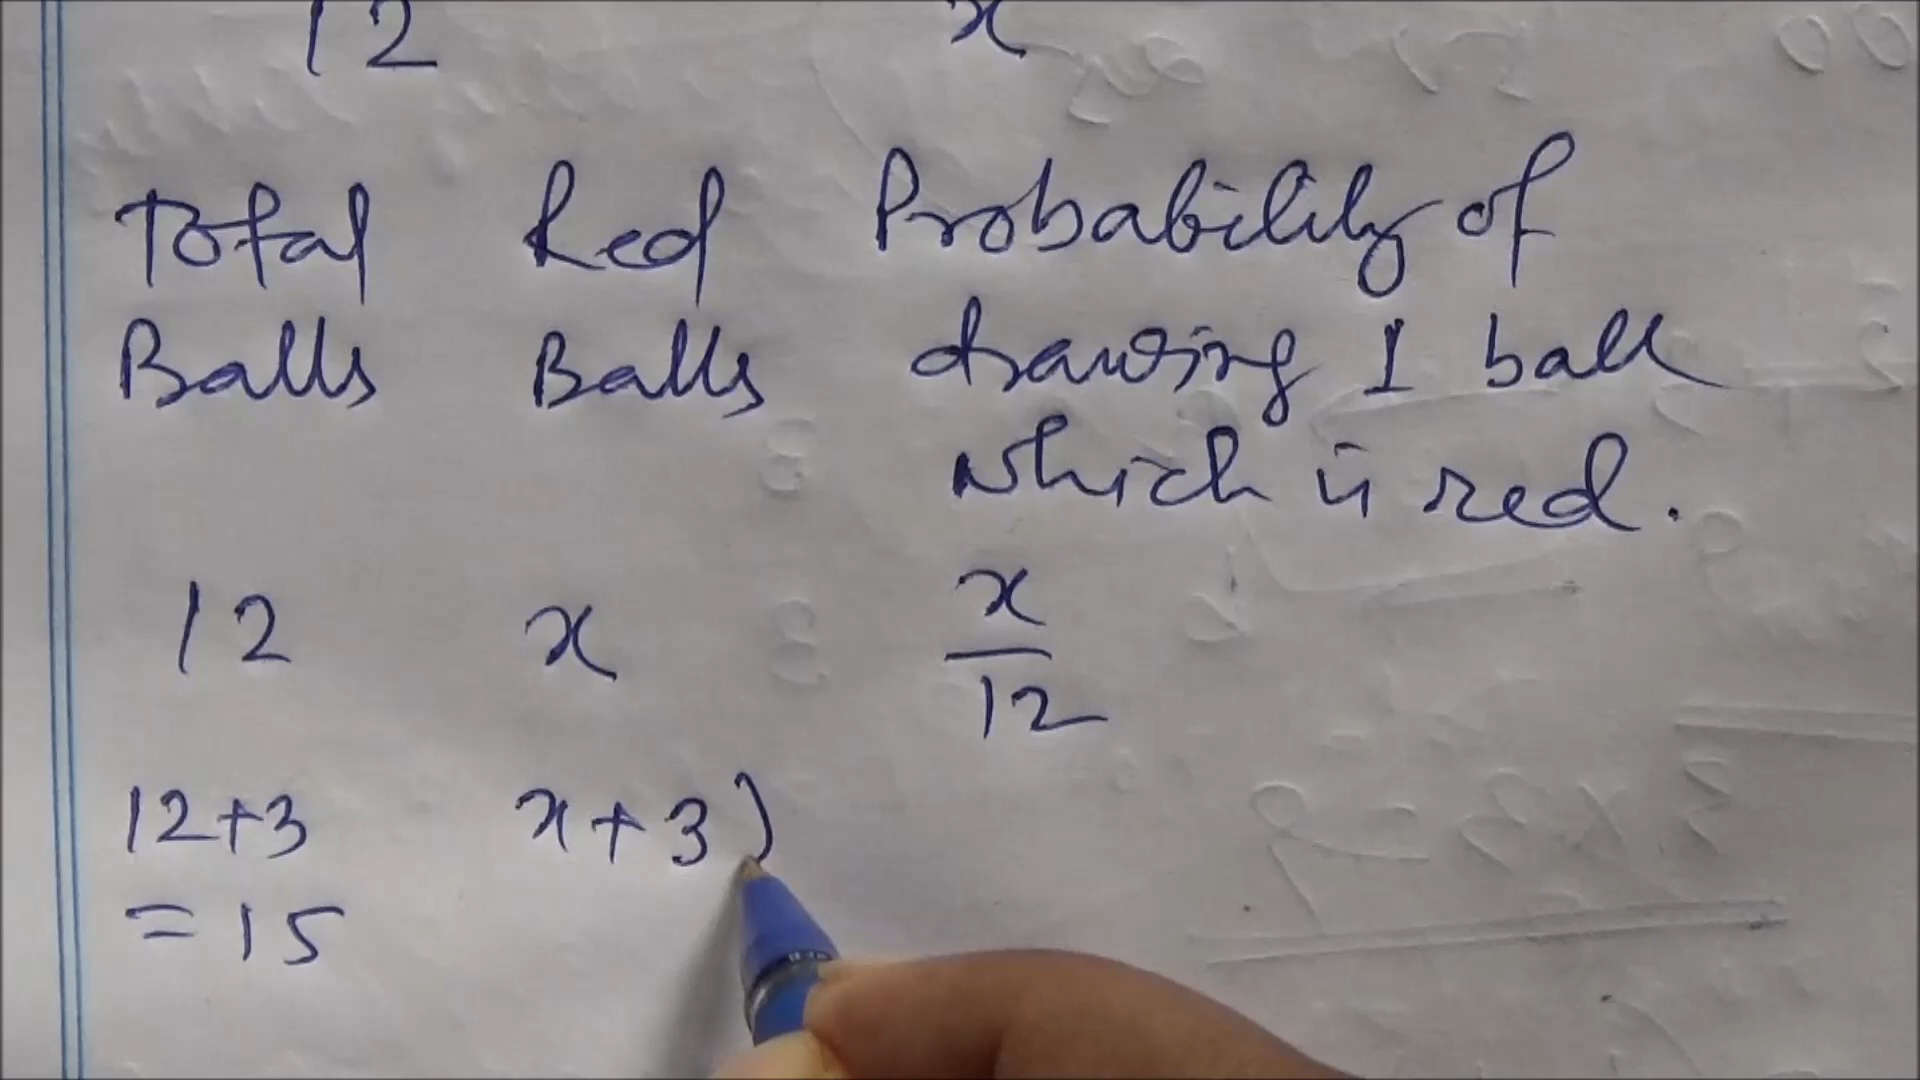 12 x
Total Red Probability of
Balls Balls drawing 1 ball
which is red.
12 x x/12
12+3 x+3)
= 15